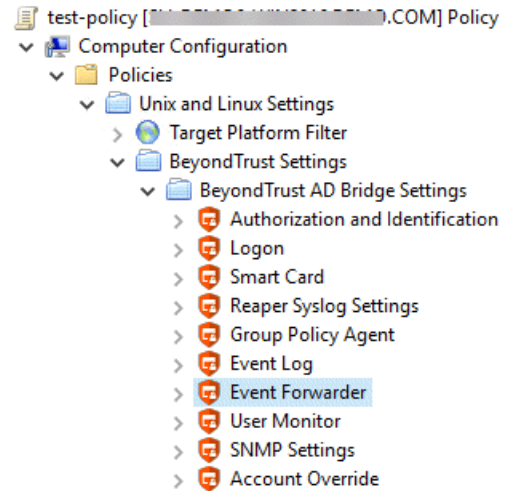 test-policy [ .COM] Policy
Computer Configuration
Policies
Unix and Linux Settings
Target Platform Filter
BeyondTrust Settings
BeyondTrust AD Bridge Settings
Authorization and Identification
Logon
Smart Card
Reaper Syslog Settings
Group Policy Agent
Event Log
Event Forwarder
User Monitor
SNMP Settings
Account Override